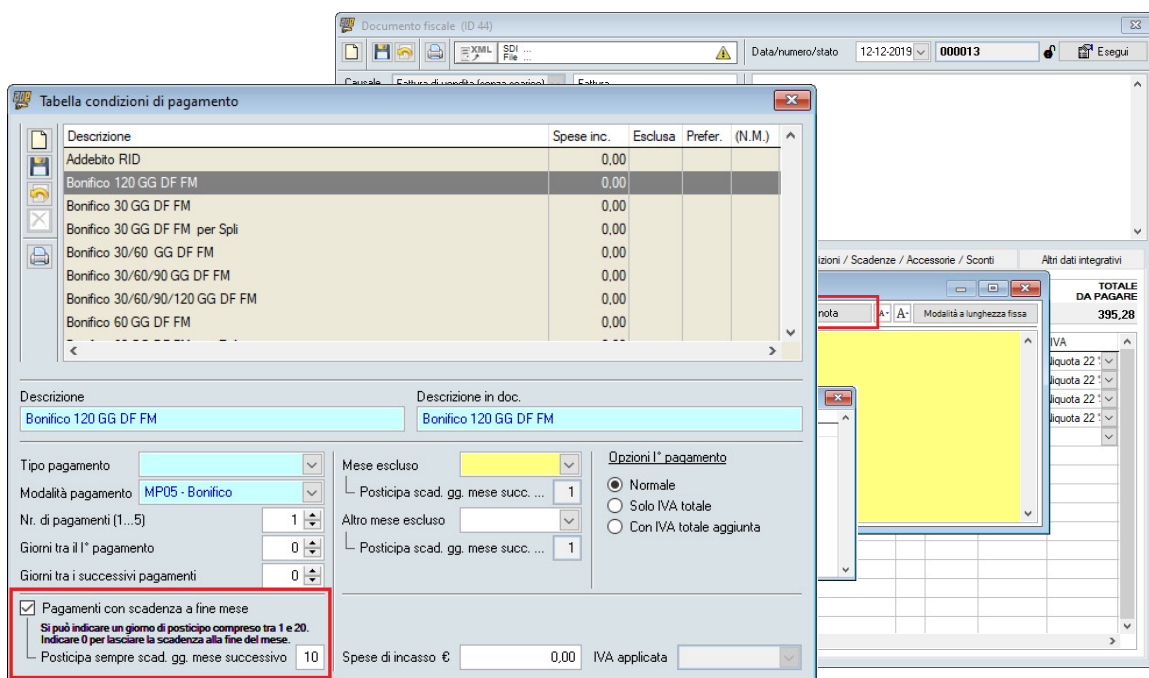 Documento fiscale (ID 44)
XML SDI ... File ... Data/numero/stato 12-12-2019 000013 Esegui
Causale Fattura di vendita (senza scarico) Fattura
Tabella condizioni di pagamento
Descrizione Spese inc. Esclusa Prefer. (N.M.)
Addebito RID 0,00
Bonifico 120 GG DF FM 0,00
Bonifico 30 GG DF FM 0,00
Bonifico 30 GG DF FM per Spli 0,00
Bonifico 30/60 GG DF FM 0,00
Bonifico 30/60/90 GG DF FM 0,00
Bonifico 30/60/90/120 GG DF FM 0,00
Bonifico 60 GG DF FM 0,00
izioni / Scadenze / Accessorie / Sconti Altri dati integrativi
TOTALE
DA PAGARE
395,28
nota A- A- Modalità a lunghezza fissa
IVA
liquota 22
liquota 22
liquota 22
liquota 22
Descrizione Descrizione in doc.
Bonifico 120 GG DF FM Bonifico 120 GG DF FM
Tipo pagamento
Modalità pagamento MP05 - Bonifico
Nr. di pagamenti (1...5) 1
Giorni tra il I° pagamento 0
Giorni tra i successivi pagamenti 0
Mese escluso
Posticipa scad. gg. mese succ. ... 1
Altro mese escluso
Posticipa scad. gg. mese succ. ... 1
Opzioni I° pagamento
Normale
Solo IVA totale
Con IVA totale aggiunta
Pagamenti con scadenza a fine mese
Si può indicare un giorno di posticipo compreso tra 1 e 20.
Indicare 0 per lasciare la scadenza alla fine del mese.
Posticipa sempre scad. gg. mese successivo 10
Spese di incasso € 0,00 IVA applicata